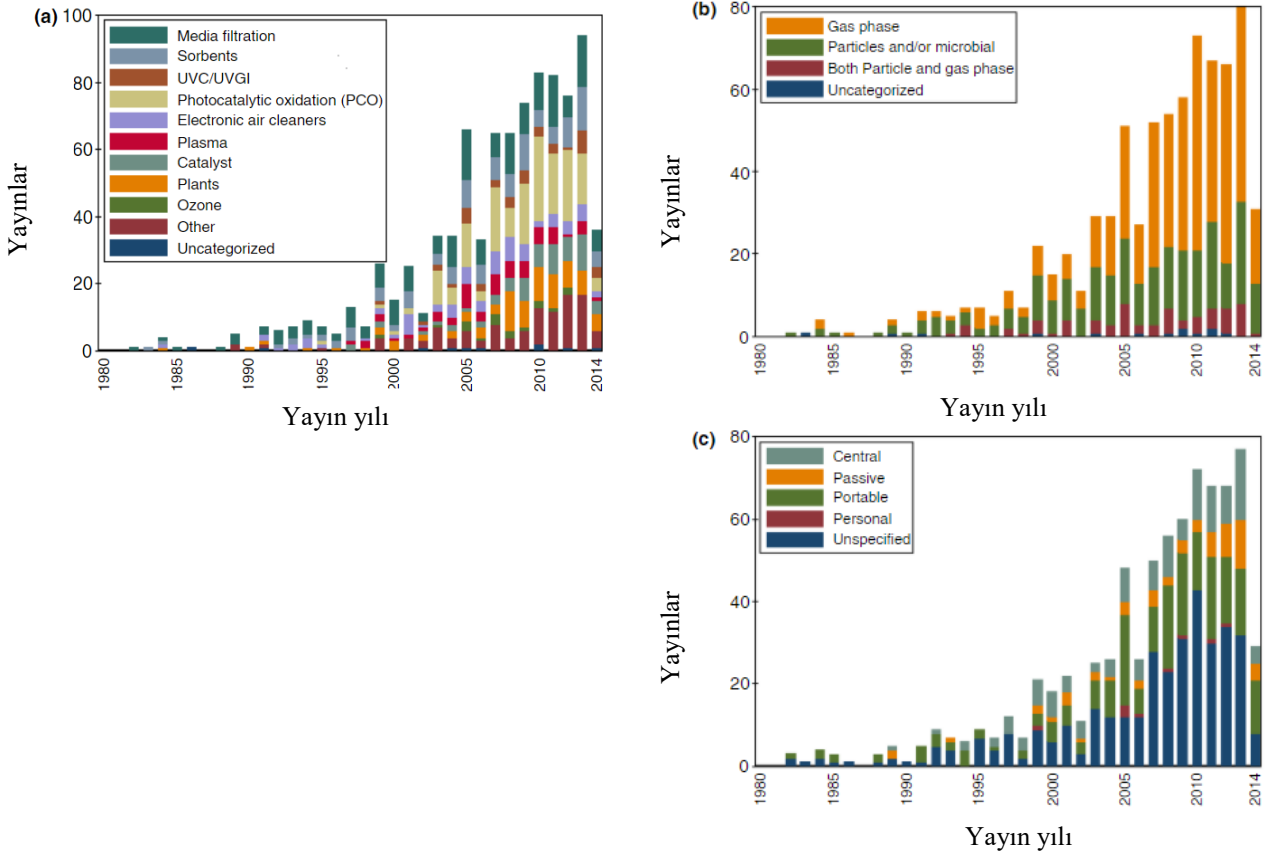 (a)
100
80
60
40
20
0
Yayınlar
Media filtration
Sorbents
UVC/UVGI
Photocatalytic oxidation (PCO)
Electronic air cleaners
Plasma
Catalyst
Plants
Ozone
Other
Uncategorized
1980
1985
1990
1995
2000
2005
2010
2014
Yayın yılı
(b)
80
60
40
20
0
Yayınlar
Gas phase
Particles and/or microbial
Both Particle and gas phase
Uncategorized
1980
1985
1990
1995
2000
2005
2010
2014
Yayın yılı
(c)
80
60
40
20
0
Yayınlar
Central
Passive
Portable
Personal
Unspecified
1980
1985
1990
1995
2000
2005
2010
2014
Yayın yılı